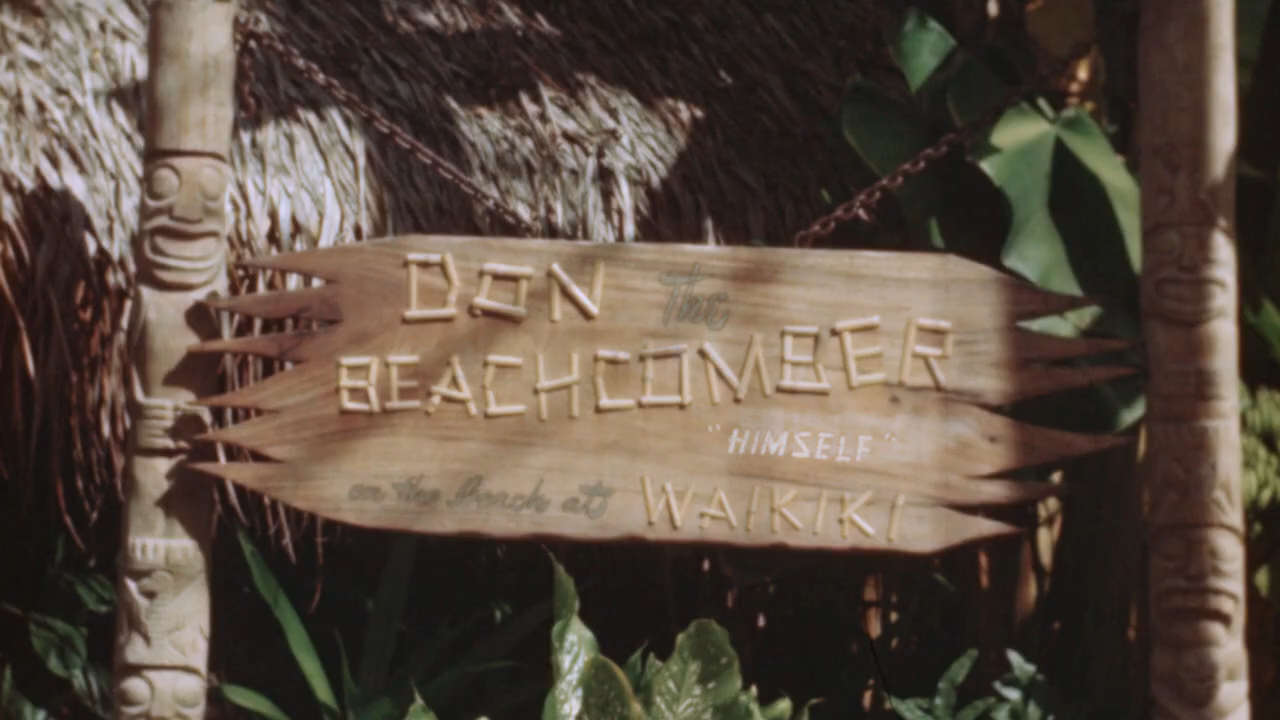 DON The
BEACHCOMBER
"HIMSELF"
on the beach at WAIKIKI